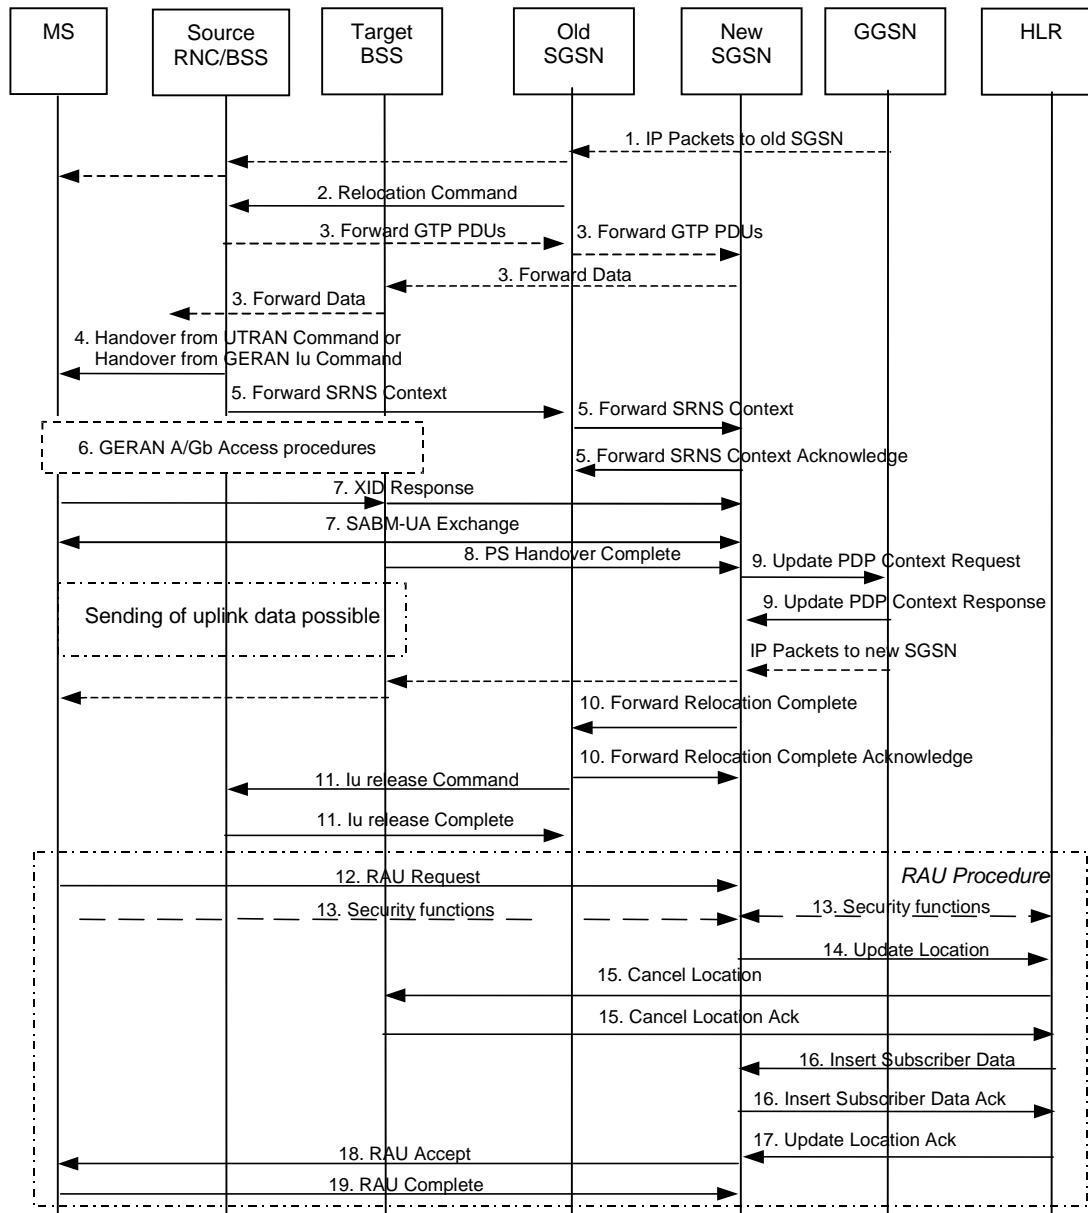 MS
Source
RNC/BSS
Target
BSS
Old
SGSN
New
SGSN
GGSN
HLR
1. IP Packets to old SGSN
2. Relocation Command
3. Forward GTP PDUs
3. Forward GTP PDUs
3. Forward Data
3. Forward Data
4. Handover from UTRAN Command or
Handover from GERAN Iu Command
5. Forward SRNS Context
5. Forward SRNS Context
6. GERAN A/Gb Access procedures
5. Forward SRNS Context Acknowledge
7. XID Response
7. SABM-UA Exchange
8. PS Handover Complete
9. Update PDP Context Request
Sending of uplink data possible
9. Update PDP Context Response
IP Packets to new SGSN
10. Forward Relocation Complete
10. Forward Relocation Complete Acknowledge
11. Iu release Command
11. Iu release Complete
RAU Procedure
12. RAU Request
13. Security functions
13. Security functions
14. Update Location
15. Cancel Location
15. Cancel Location Ack
16. Insert Subscriber Data
16. Insert Subscriber Data Ack
17. Update Location Ack
18. RAU Accept
19. RAU Complete